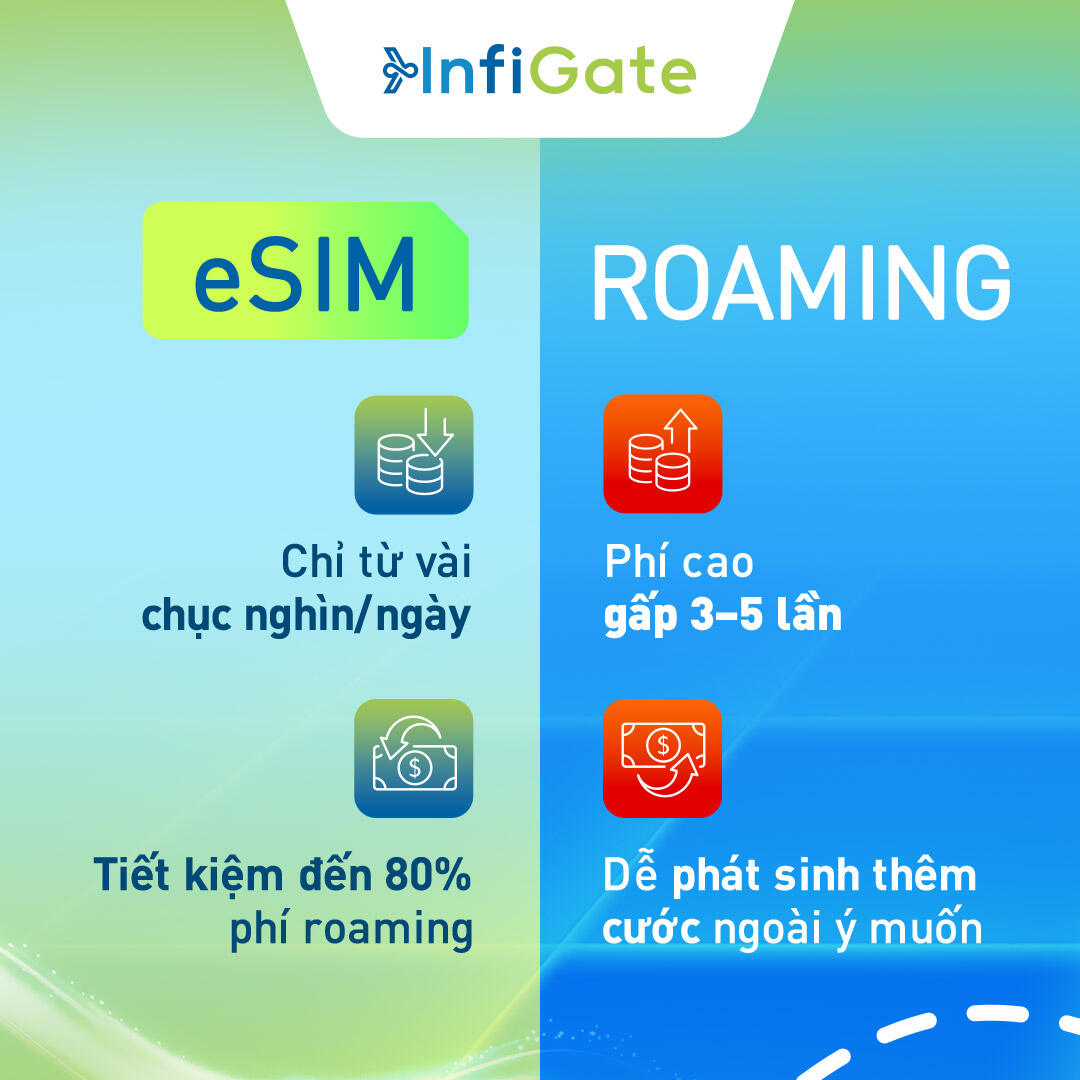 InfiGate
eSIM
Chỉ từ vài
chục nghìn/ngày
$
Tiết kiệm đến 80%
phí roaming
ROAMING
Phí cao
gấp 3–5 lần
$
Dễ phát sinh thêm
cước ngoài ý muốn